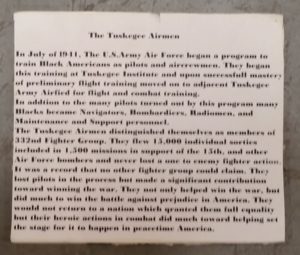 The Tuskegee Airmen
In July of 1941, The U.S.Army Air Force began a program to
train Black Americans as pilots and aircrewmen. They began
this training at Tuskegee Institute and upon successfull mastery
of preliminary flight training moved on to adjacent Tuskegee
Army Airfied for flight and combat training.
In addtion to the many pilots turned out by this program many
Blacks became Navigators, Bombardiers, Radiomen, and
Maintenance and Support personnel.
The Tuskegee Airmen distinguished themselves as members of
332nd Fighter Group. They flew 15,000 individual sorties
included in 1,500 missions in support of the 15th, and other
Air Force bombers and never lost a one to enemy fighter action.
It was a record that no other fighter group could claim. They
lost pilots in the process but made a significant contribution
toward winning the war. They not only helped win the war, but
did much to win the battle against prejudice in America. They
would not return to a nation which granted them full equality
but their heroic actions in combat did much toward helping set
the stage for it to happen in peacetime America.